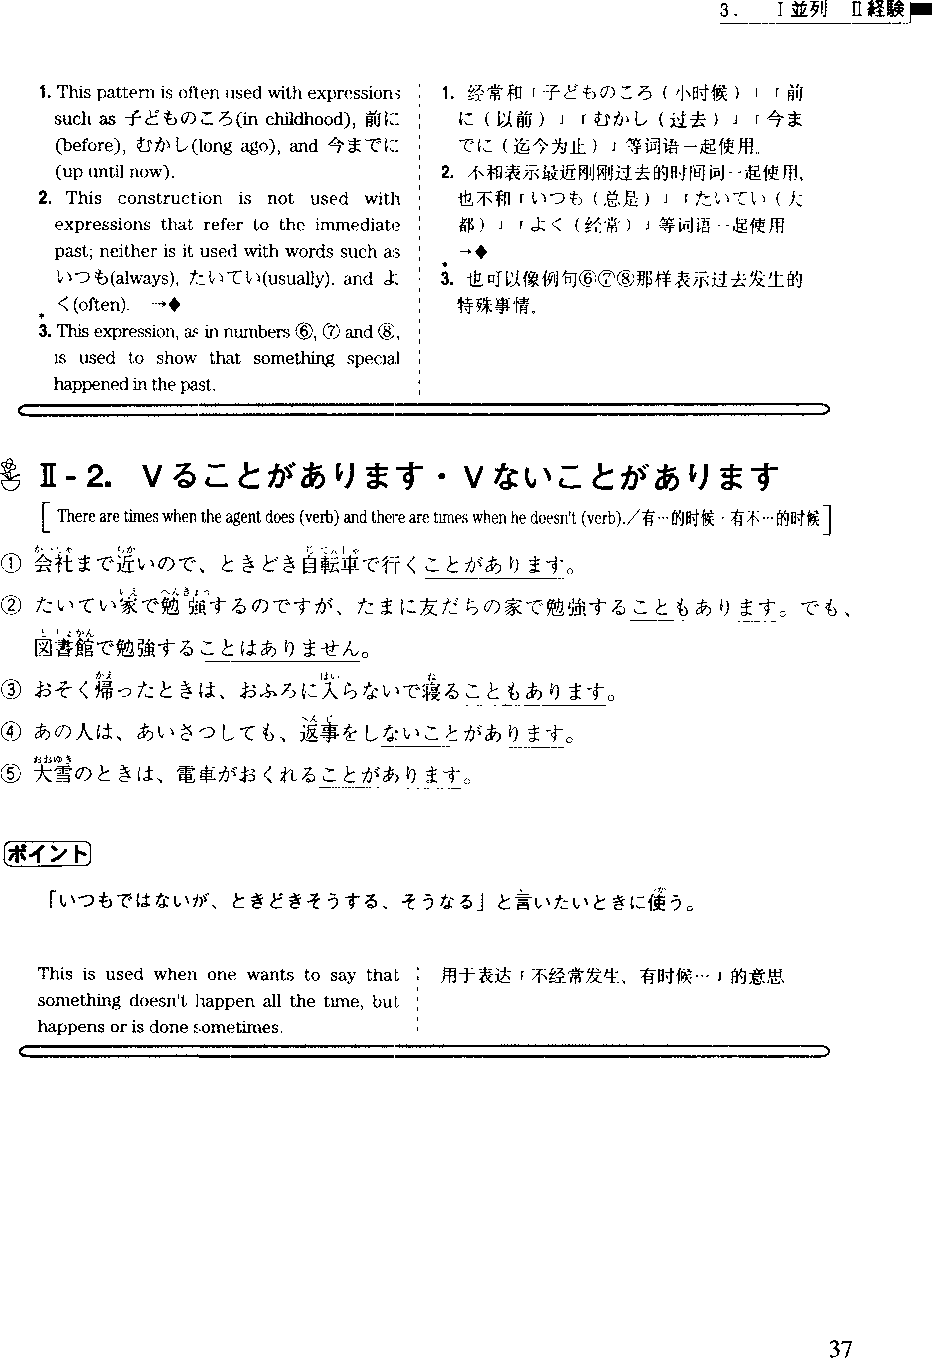 3. Ⅰ並列 Ⅱ経験
1. This pattern is often used with expressions
such as 子どものころ(in childhood), 前に
(before), むかし(long ago), and 今までに
(up until now).
2. This construction is not used with
expressions that refer to the immediate
past; neither is it used with words such as
いつも(always), たいてい(usually), and よ
く(often). →◆
3. This expression, as in numbers ⑥, ⑦ and ⑧,
is used to show that something special
happened in the past.
1. 经常和「子どものころ（小时候）」「前
に（以前）」「むかし（过去）」「今ま
でに（迄今为止）」等词语一起使用。
2. 不和表示最近刚刚过去的时间词一起使用,
也不和「いつも（总是）」「たいてい（大
都）」「よく（经常）」等词语一起使用
→◆
3. 也可以像例句⑥⑦⑧那样表示过去发生的
特殊事情。
Ⅱ-2. Vることがあります・Vないことがあります
[There are times when the agent does (verb) and there are times when he doesn't (verb)./有…的时候・有不…的时候]
① 会社まで近いので、ときどき自転車で行くことがあります。
② たいてい家で勉強するのですが、たまに友だちの家で勉強することもあります。でも、
図書館で勉強することはありません。
③ おそく帰ったときは、おふろに入らないで寝ることもあります。
④ あの人は、あいさつしても、返事をしないことがあります。
⑤ 大雪のときは、電車がおくれることがあります。
ポイント
「いつもではないが、ときどきそうする、そうなる」と言いたいときに使う。
This is used when one wants to say that
something doesn't happen all the time, but
happens or is done sometimes.
用于表达「不经常发生，有时候…」的意思
37